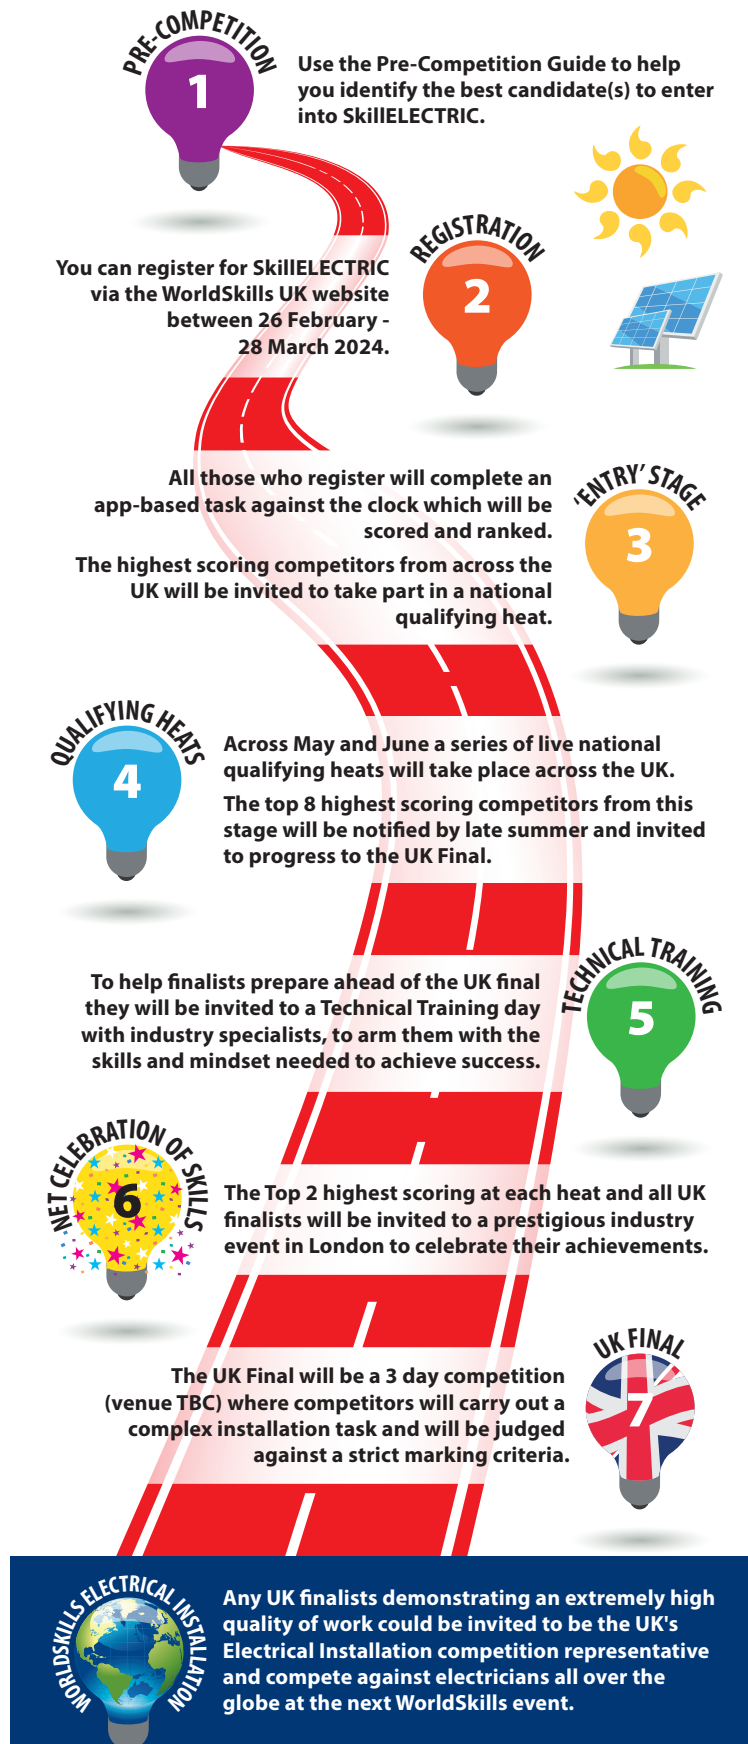 PRE-COMPETITION
1
Use the Pre-Competition Guide to help
you identify the best candidate(s) to enter
into SkillELECTRIC.
REGISTRATION
2
You can register for SkillELECTRIC
via the WorldSkills UK website
between 26 February -
28 March 2024.
'ENTRY' STAGE
3
All those who register will complete an
app-based task against the clock which will be
scored and ranked.
The highest scoring competitors from across the
UK will be invited to take part in a national
qualifying heat.
QUALIFYING HEATS
4
Across May and June a series of live national
qualifying heats will take place across the UK.
The top 8 highest scoring competitors from this
stage will be notified by late summer and invited
to progress to the UK Final.
TECHNICAL TRAINING
5
To help finalists prepare ahead of the UK final
they will be invited to a Technical Training day
with industry specialists, to arm them with the
skills and mindset needed to achieve success.
NET CELEBRATION OF SKILLS
6
The Top 2 highest scoring at each heat and all UK
finalists will be invited to a prestigious industry
event in London to celebrate their achievements.
UK FINAL
7
The UK Final will be a 3 day competition
(venue TBC) where competitors will carry out a
complex installation task and will be judged
against a strict marking criteria.
WORLDSKILLS ELECTRICAL INSTALLATION
Any UK finalists demonstrating an extremely high
quality of work could be invited to be the UK's
Electrical Installation competition representative
and compete against electricians all over the
globe at the next WorldSkills event.